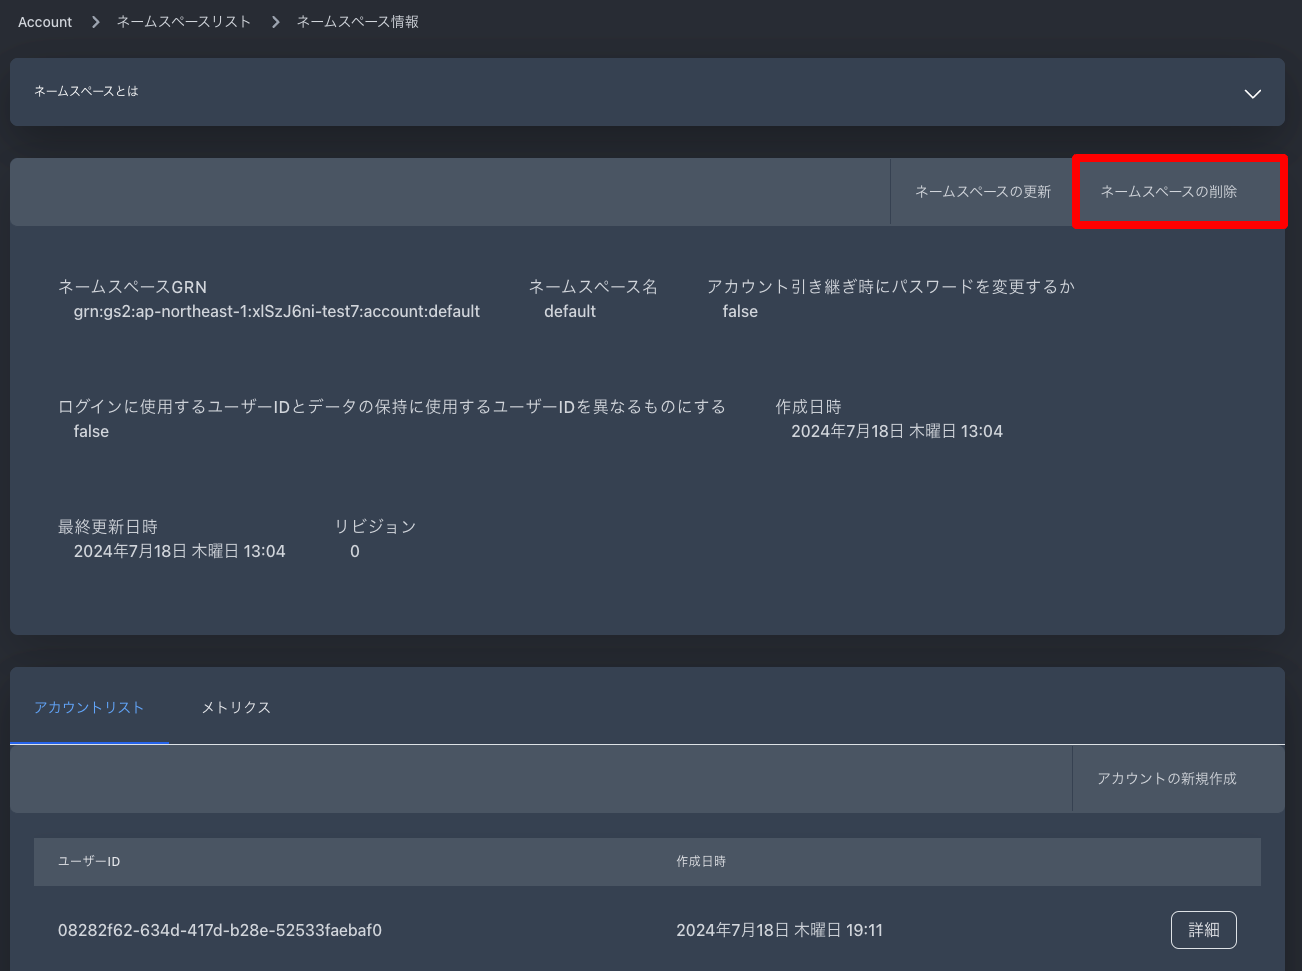 Account ネームスペースリスト ネームスペース情報
ネームスペースとは
ネームスペースの更新 ネームスペースの削除
ネームスペースGRN ネームスペース名 アカウント引き継ぎ時にパスワードを変更するか
grn:gs2:ap-northeast-1:xlSzJ6ni-test7:account:default default false
ログインに使用するユーザーIDとデータの保持に使用するユーザーIDを異なるものにする 作成日時
false 2024年7月18日 木曜日 13:04
最終更新日時 リビジョン
2024年7月18日 木曜日 13:04 0
アカウントリスト メトリクス
アカウントの新規作成
ユーザーID 作成日時
08282f62-634d-417d-b28e-52533faebaf0 2024年7月18日 木曜日 19:11 詳細